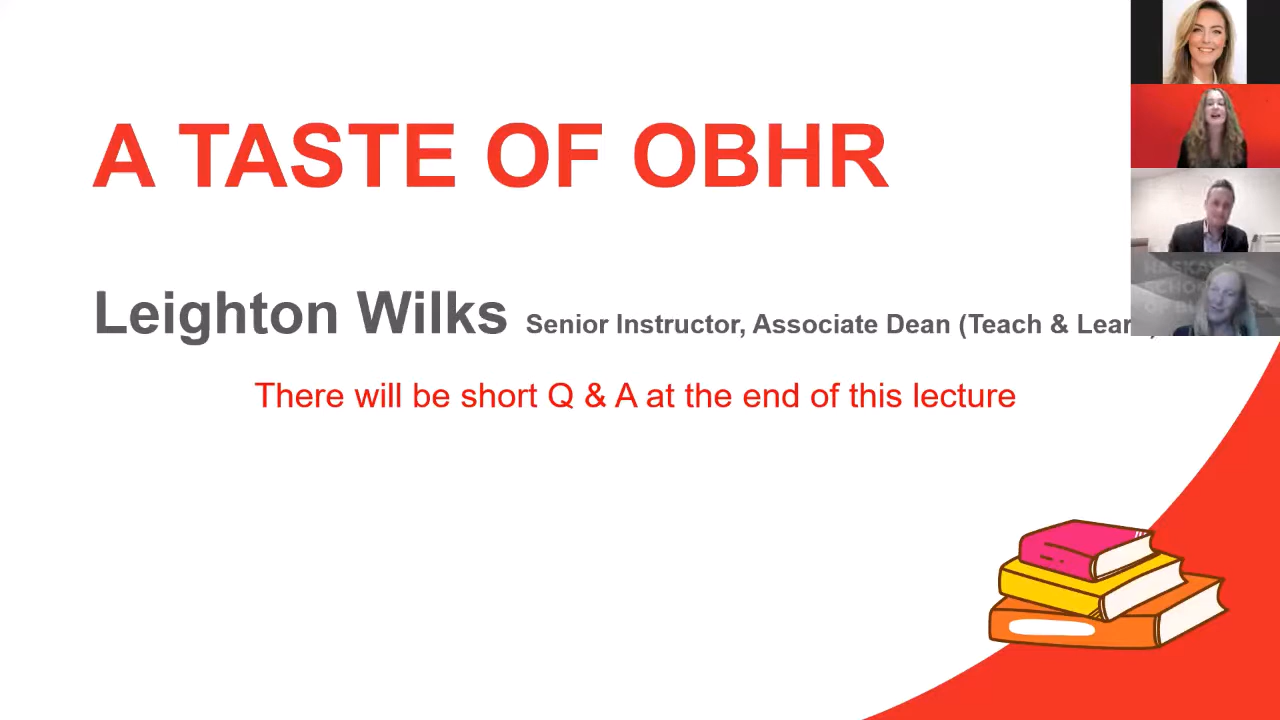 A TASTE OF OBHR
Leighton Wilks Senior Instructor, Associate Dean (Teach &
There will be short Q & A at the end of this lecture